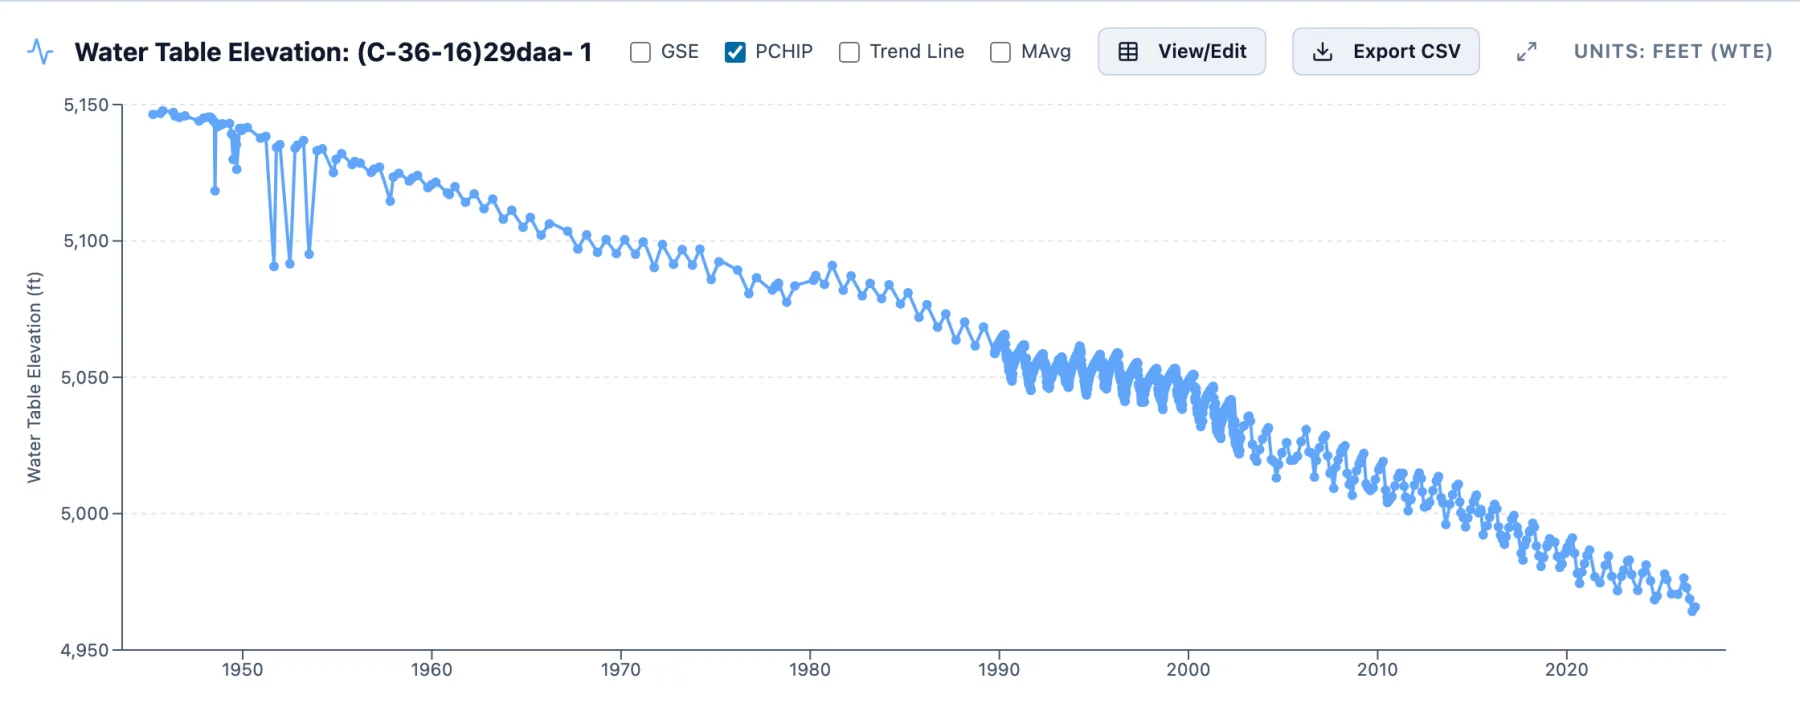 Water Table Elevation: (C-36-16)29daa- 1 GSE PCHIP Trend Line MAvg View/Edit Export CSV UNITS: FEET (WTE)
Water Table Elevation (ft)
5,150
5,100
5,050
5,000
4,950
1950 1960 1970 1980 1990 2000 2010 2020